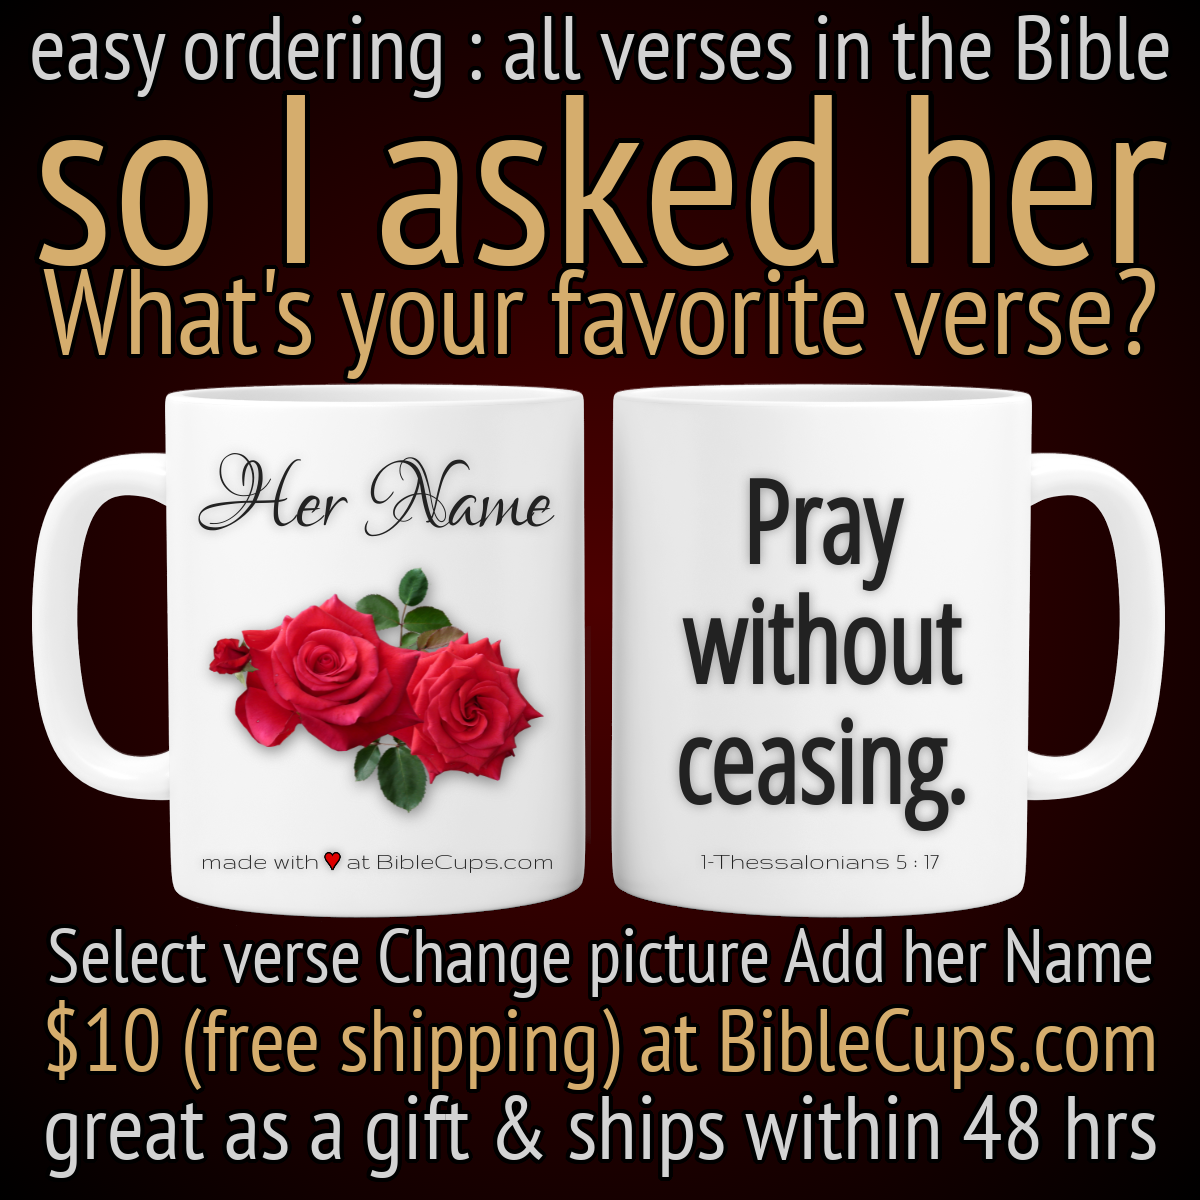 easy ordering : all verses in the Bible
so I asked her
What's your favorite verse?
Her Name
made with ♥ at BibleCups.com
Pray
without
ceasing.
1-Thessalonians 5 : 17
Select verse Change picture Add her Name
$10 (free shipping) at BibleCups.com
great as a gift & ships within 48 hrs